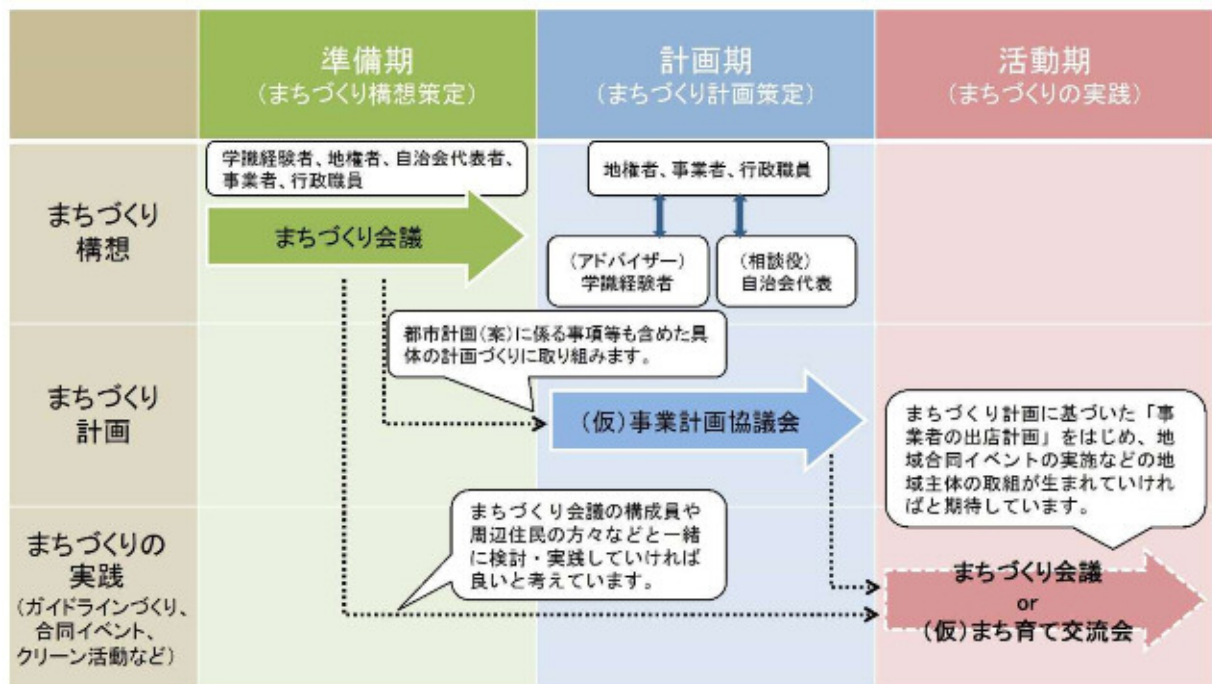 準備期
(まちづくり構想策定)
計画期
(まちづくり計画策定)
活動期
(まちづくりの実践)
まちづくり
構想
学識経験者、地権者、自治会代表者、
事業者、行政職員
まちづくり会議
地権者、事業者、行政職員
(アドバイザー)
学識経験者
(相談役)
自治会代表
まちづくり
計画
都市計画(案)に係る事項等も含めた具
体の計画づくりに取り組みます。
(仮)事業計画協議会
まちづくり計画に基づいた「事
業者の出店計画」をはじめ、地
域合同イベントの実施などの地
域主体の取組が生まれていけれ
ばと期待しています。
まちづくりの
実践
(ガイドラインづくり、
合同イベント、
クリーン活動など)
まちづくり会議の構成員や
周辺住民の方々などと一緒
に検討・実践していければ
良いと考えています。
まちづくり会議
or
(仮)まち育て交流会